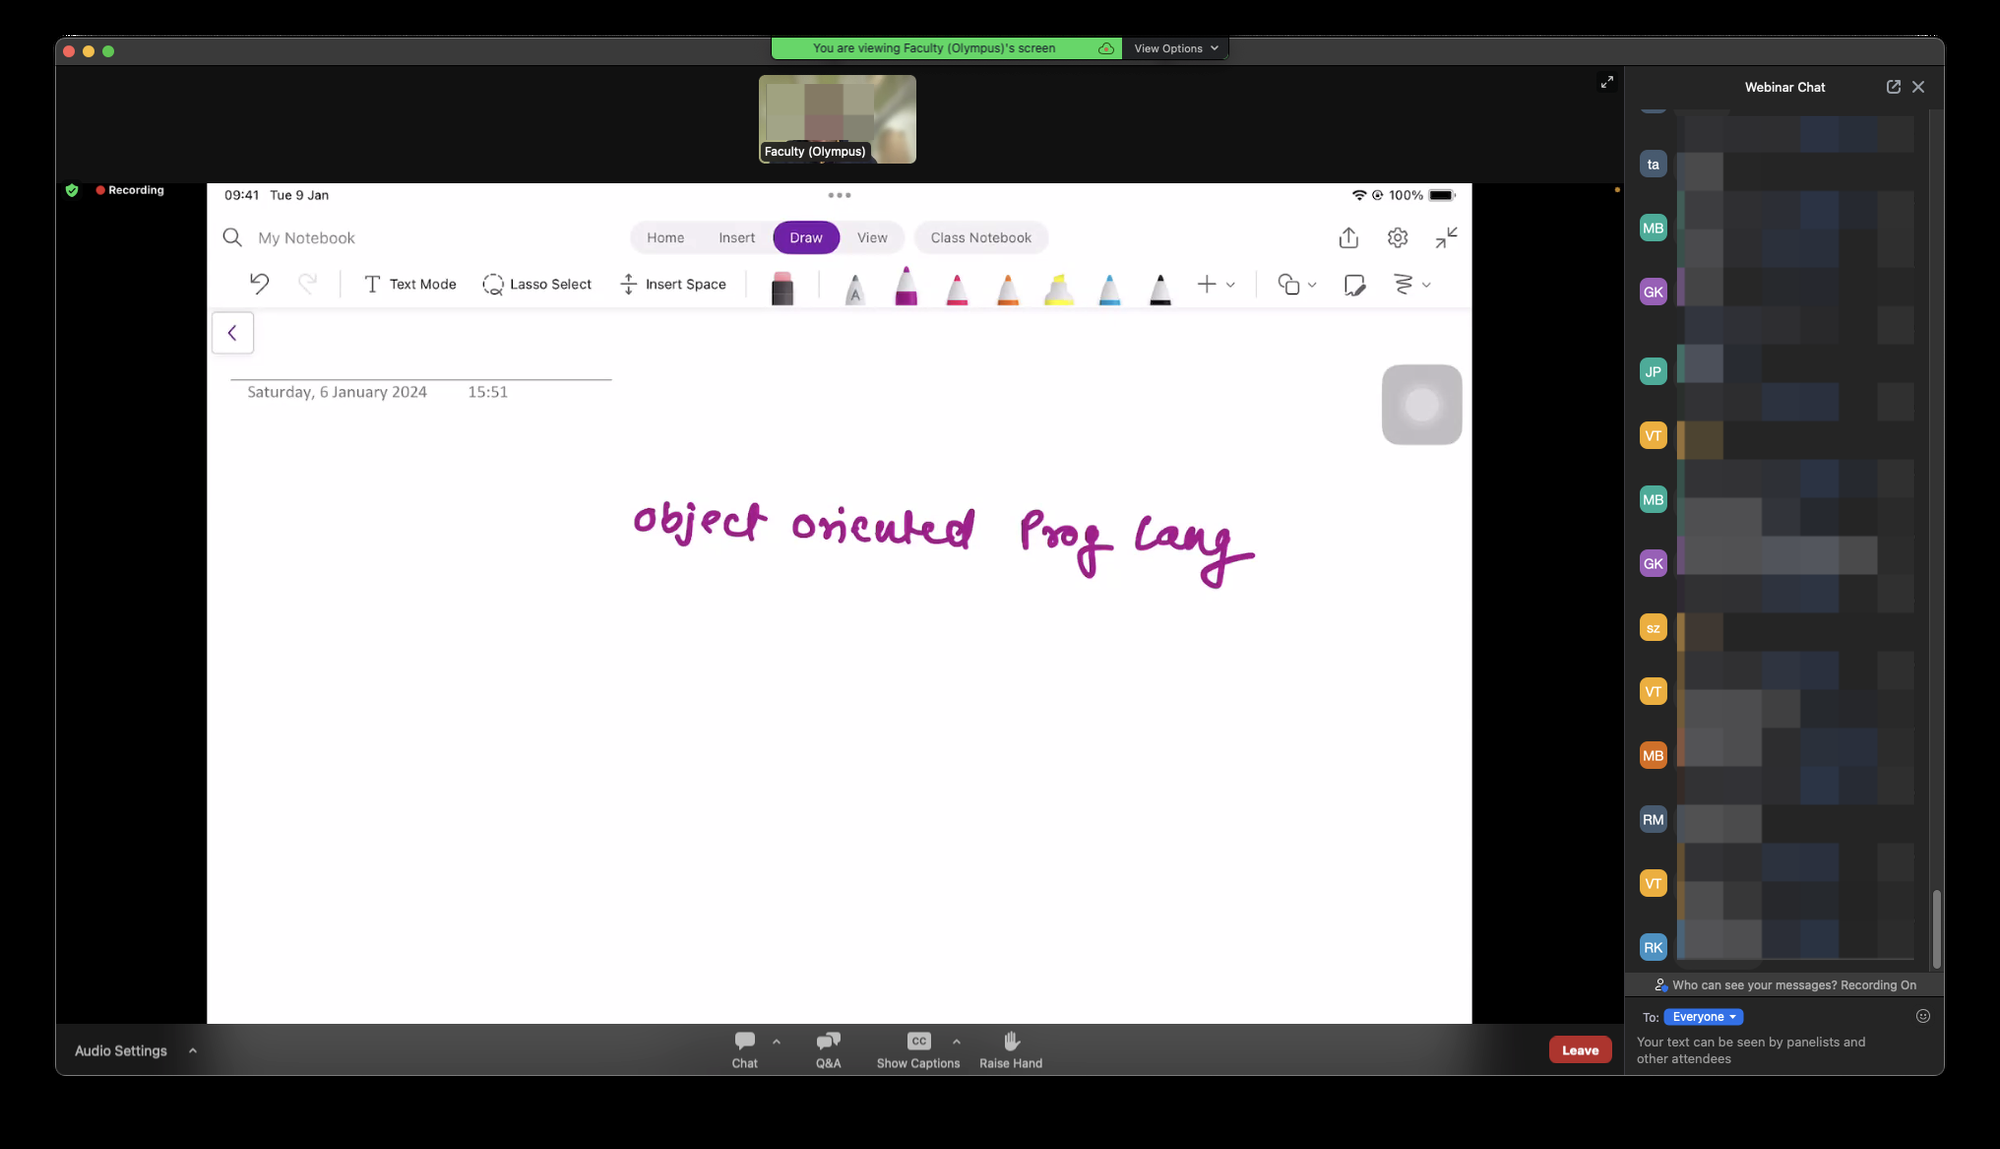 You are viewing Faculty (Olympus)'s screen
View Options
Webinar Chat
Faculty (Olympus)
Recording
09:41 Tue 9 Jan
100%
My Notebook
Home Insert Draw View Class Notebook
Text Mode Lasso Select Insert Space
A
Saturday, 6 January 2024 15:51
object oriented Prog Lang
ta
MB
GK
JP
VT
MB
GK
sz
VT
MB
RM
VT
RK
Who can see your messages? Recording On
To: Everyone
Your text can be seen by panelists and
other attendees
Audio Settings
CC
Chat Q&A Show Captions Raise Hand
Leave